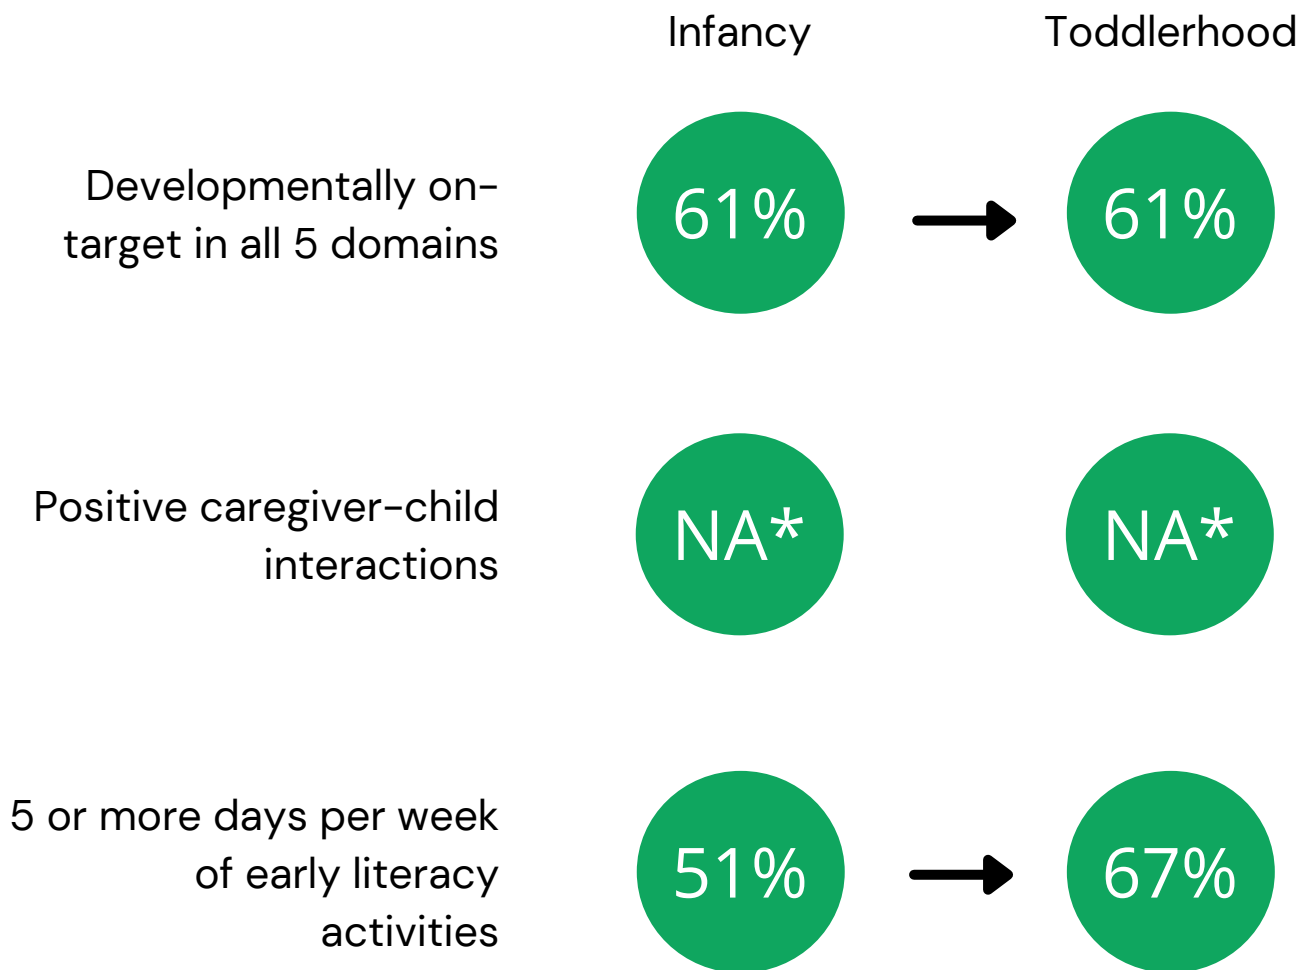 Infancy Toddlerhood
Developmentally on-
target in all 5 domains
61% 61%
Positive caregiver-child
interactions
NA* NA*
5 or more days per week
of early literacy
activities
51% 67%